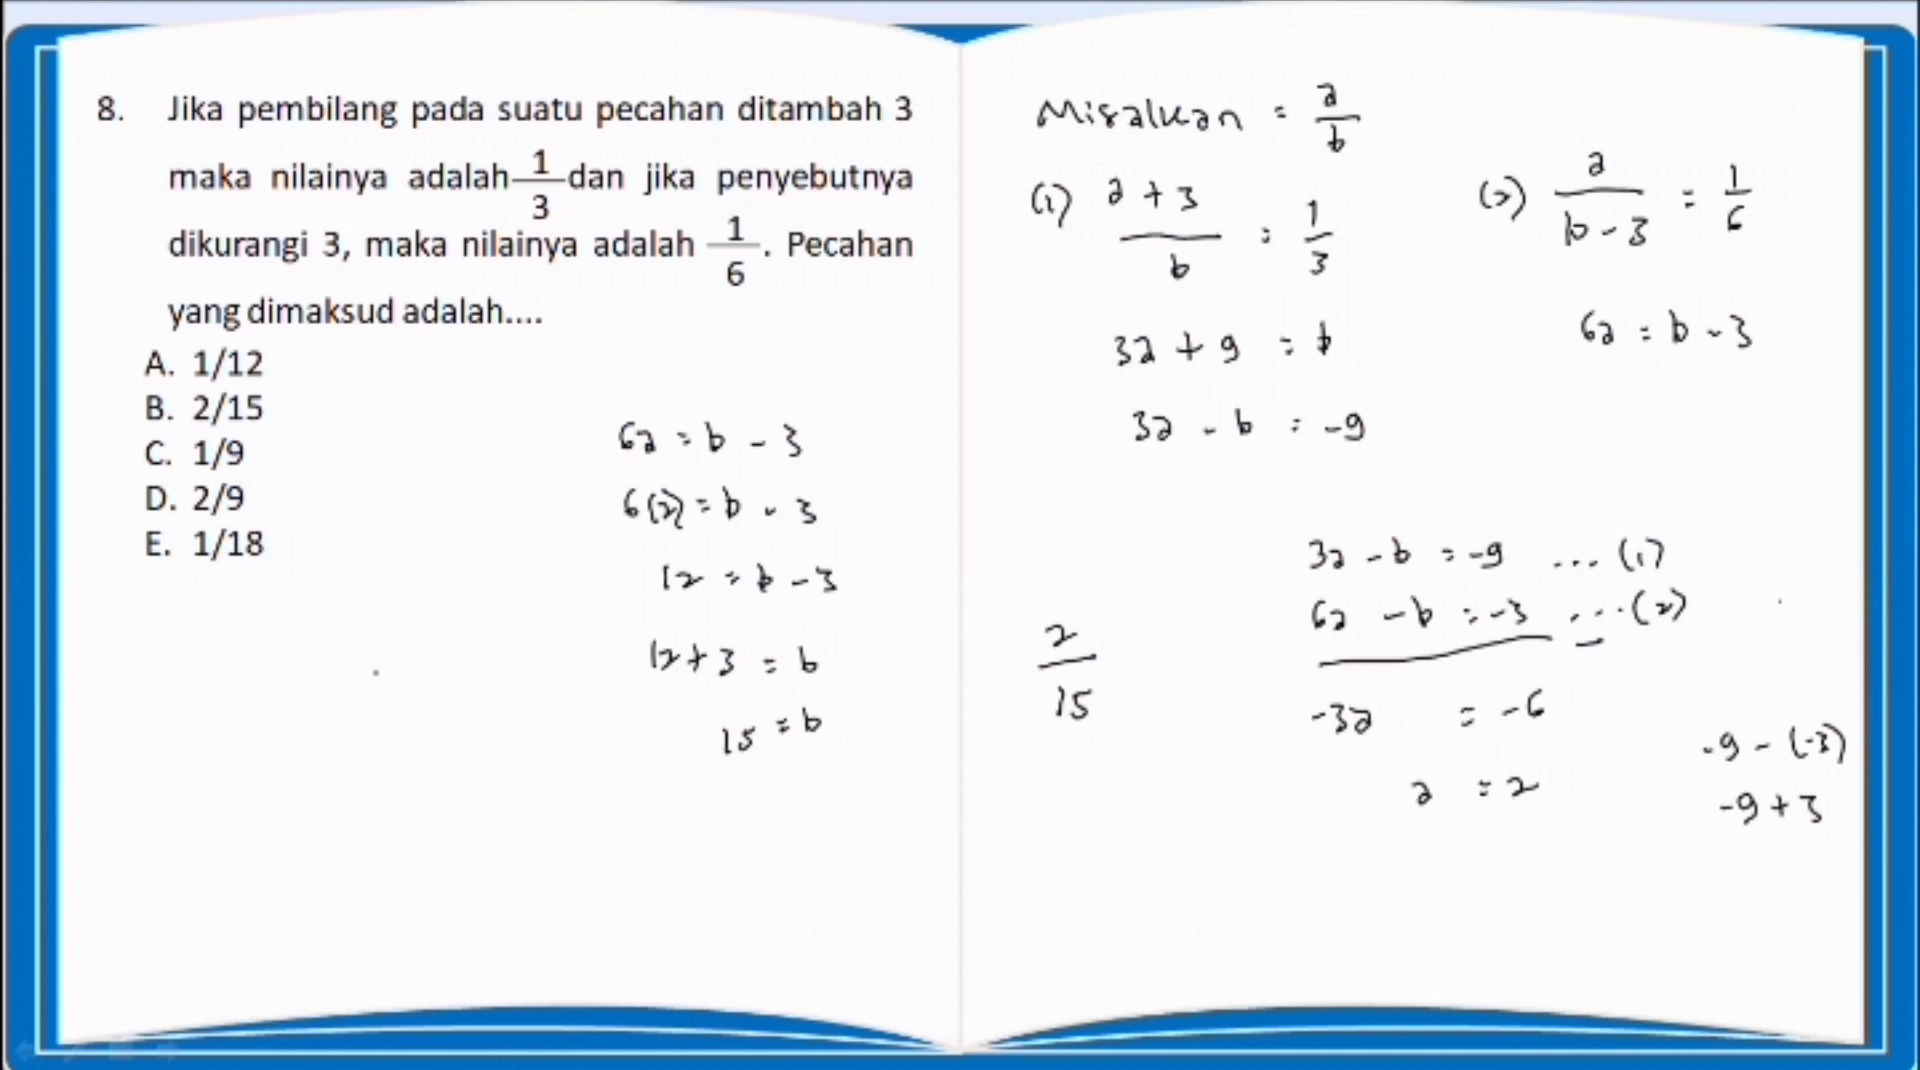 8. Jika pembilang pada suatu pecahan ditambah 3
maka nilainya adalah 1/3 dan jika penyebutnya
dikurangi 3, maka nilainya adalah 1/6. Pecahan
yang dimaksud adalah....
A. 1/12
B. 2/15
C. 1/9
D. 2/9
E. 1/18
6a = b - 3
6(2) = b - 3
12 = b - 3
12 + 3 = b
15 = b
Misalkan = a/b
(1) a + 3 / b = 1/3
3a + 9 = b
3a - b = -9
(2) a / b - 3 = 1/6
6a = b - 3
3a - b = -9 ... (1)
6a - b = -3 ... (2)
-3a = -6
a = 2
-9 - (-3)
-9 + 3
2/15